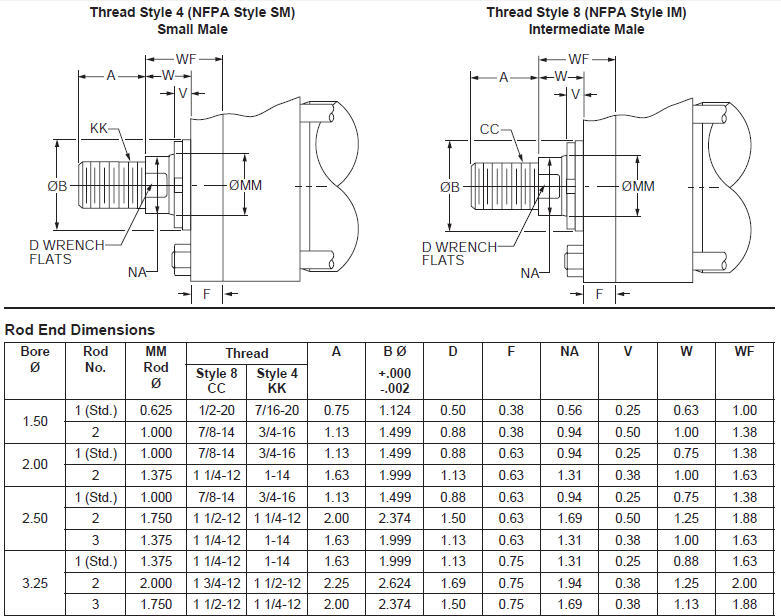 Thread Style 4 (NFPA Style SM)
Small Male
Thread Style 8 (NFPA Style IM)
Intermediate Male
WF
A
W
V
KK
ØB
ØMM
D WRENCH
FLATS
NA
F
WF
A
W
V
CC
ØB
ØMM
D WRENCH
FLATS
NA
F
Rod End Dimensions
Bore Ø Rod No. MM Rod Ø Thread A B Ø D F NA V W WF
Style 8 CC Style 4 KK +.000 -.002
1.50 1 (Std.) 0.625 1/2-20 7/16-20 0.75 1.124 0.50 0.38 0.56 0.25 0.63 1.00
2 1.000 7/8-14 3/4-16 1.13 1.499 0.88 0.38 0.94 0.50 1.00 1.38
2.00 1 (Std.) 1.000 7/8-14 3/4-16 1.13 1.499 0.88 0.63 0.94 0.25 0.75 1.38
2 1.375 1 1/4-12 1-14 1.63 1.999 1.13 0.63 1.31 0.38 1.00 1.63
2.50 1 (Std.) 1.000 7/8-14 3/4-16 1.13 1.499 0.88 0.63 0.94 0.25 0.75 1.38
2 1.750 1 1/2-12 1 1/4-12 2.00 2.374 1.50 0.63 1.69 0.50 1.25 1.88
3 1.375 1 1/4-12 1-14 1.63 1.999 1.13 0.63 1.31 0.38 1.00 1.63
3.25 1 (Std.) 1.375 1 1/4-12 1-14 1.63 1.999 1.13 0.75 1.31 0.25 0.88 1.63
2 2.000 1 3/4-12 1 1/2-12 2.25 2.624 1.69 0.75 1.94 0.38 1.25 2.00
3 1.750 1 1/2-12 1 1/4-12 2.00 2.374 1.50 0.75 1.69 0.38 1.13 1.88